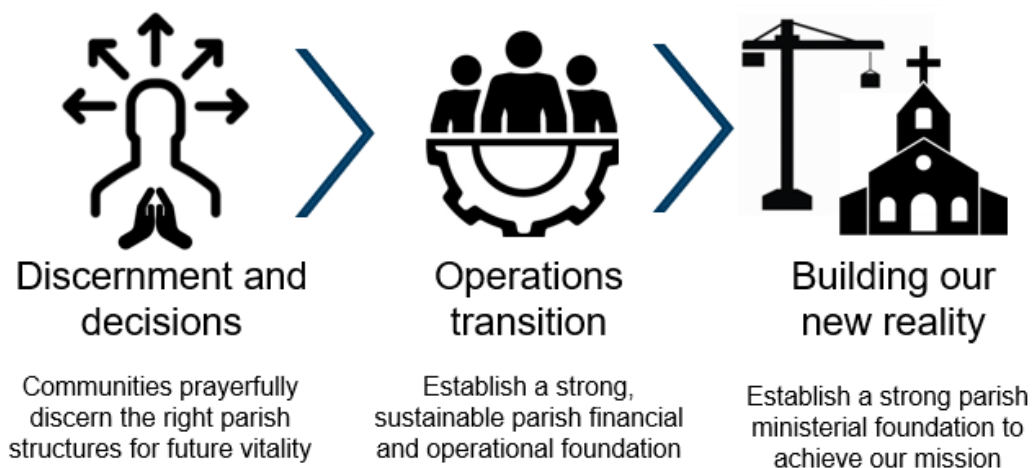 Discernment and
decisions
Communities prayerfully
discern the right parish
structures for future vitality
Operations
transition
Establish a strong,
sustainable parish financial
and operational foundation
Building our
new reality
Establish a strong parish
ministerial foundation to
achieve our mission